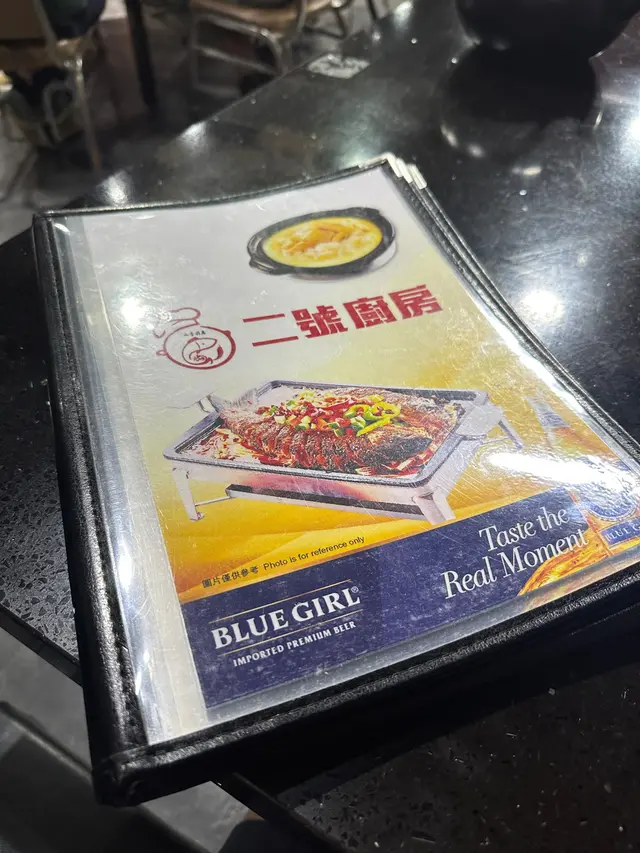 二號廚房
圖片僅供參考 Photo is for reference only
BLUE GIRL®
IMPORTED PREMIUM BEER
Taste the
Real Moment
BLUE